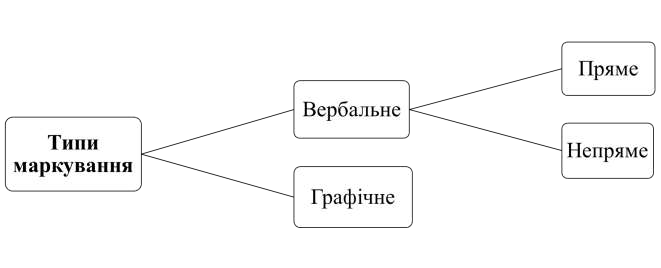 Типи
маркування
Вербальне
Графічне
Пряме
Непряме